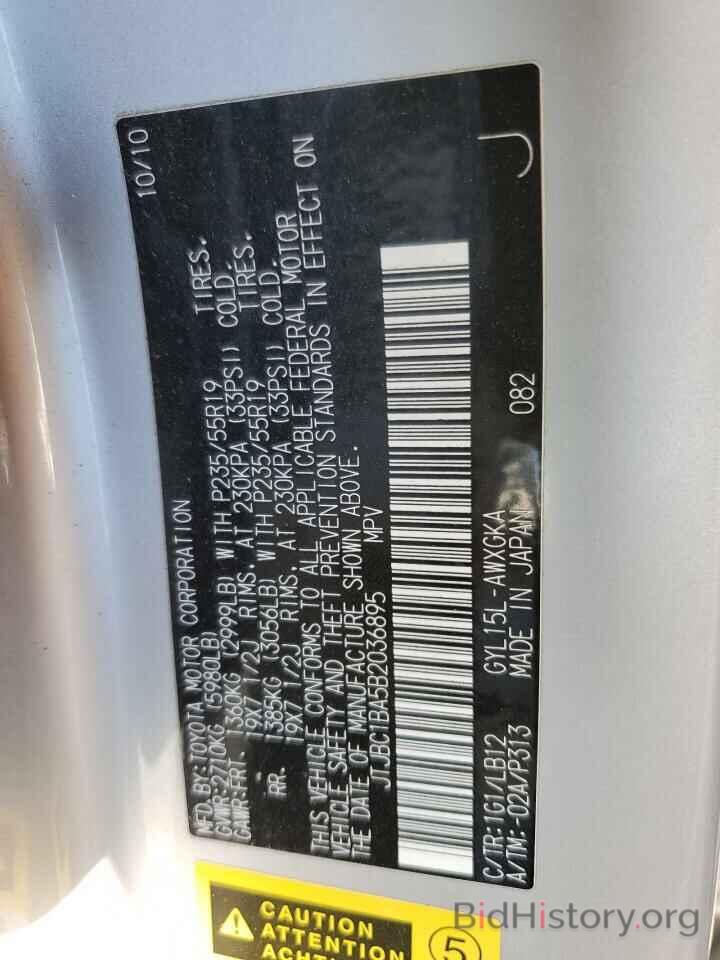 MFD BY:TOYOTA MOTOR CORPORATION 10/10
GVWR:2710KG (5980LB)
GAWR:FRT. 1360KG (2999LB) WITH P235/55R19 TIRES.
19X7 1/2J RIMS. AT 230KPA (33PSI) COLD.
RR. 1385KG (3056LB) WITH P235/55R19 TIRES.
19X7 1/2J RIMS. AT 230KPA (33PSI) COLD.
THIS VEHICLE CONFORMS TO ALL APPLICABLE FEDERAL MOTOR
VEHICLE SAFETY AND THEFT PREVENTION STANDARDS IN EFFECT ON
THE DATE OF MANUFACTURE SHOWN ABOVE.
JTJBC1BA5B2036895 MPV
C/TR:1G1/LB12 GYL15L-AWXGKA
A/TM:-02A/P313 MADE IN JAPAN 082 J
CAUTION
ATTENTION
5
BidHistory.org